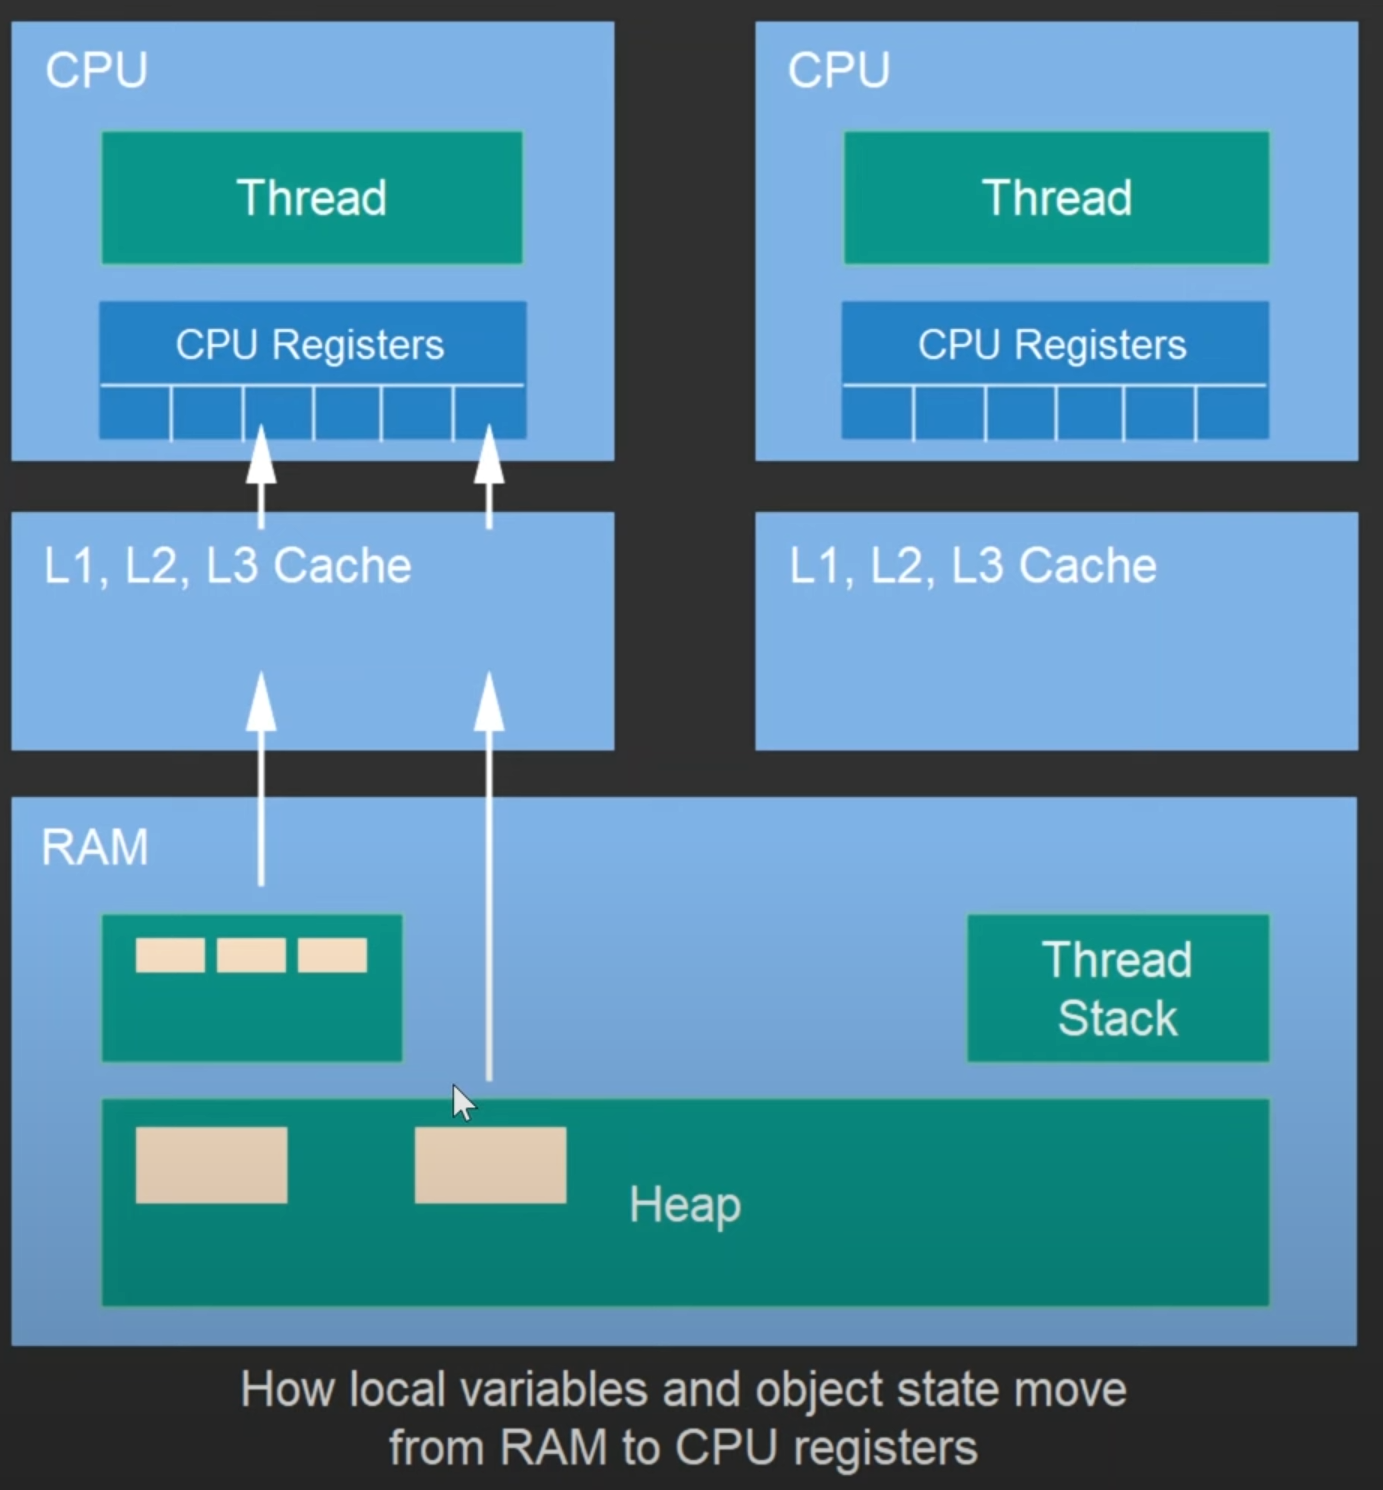 CPU
Thread
CPU Registers
CPU
Thread
CPU Registers
L1, L2, L3 Cache
L1, L2, L3 Cache
RAM
Thread
Stack
Heap
How local variables and object state move
from RAM to CPU registers